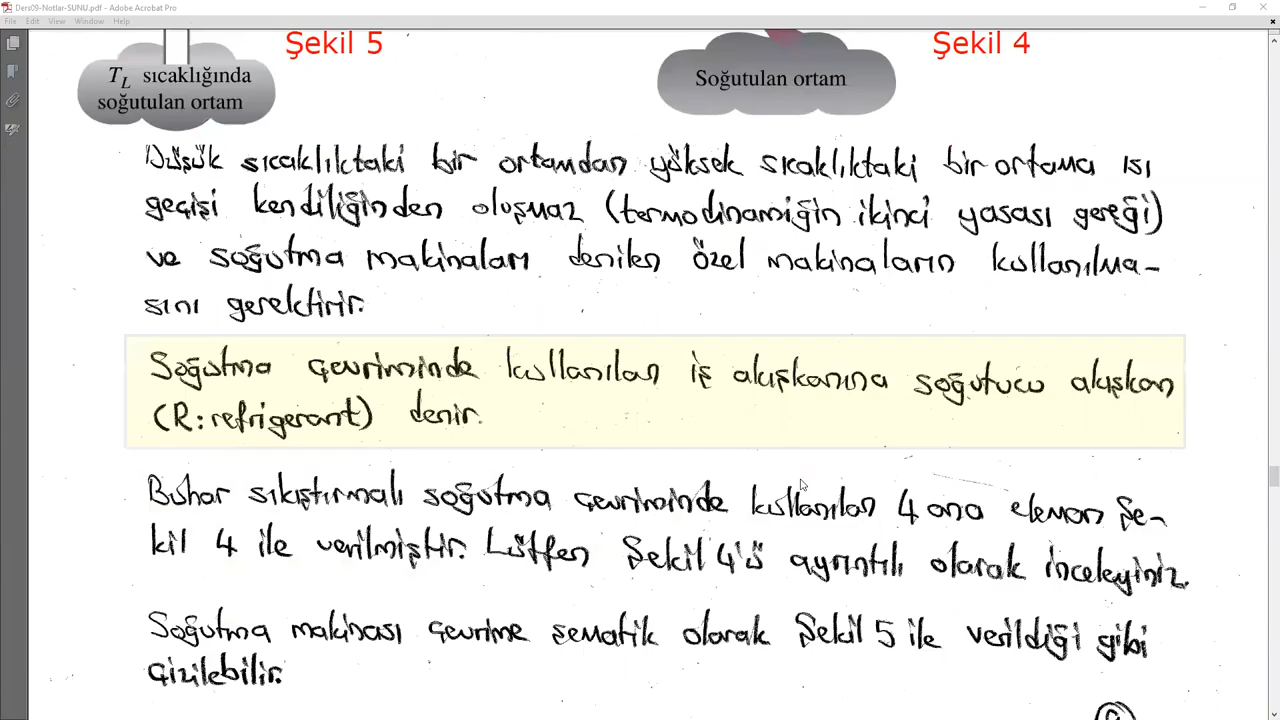 Ders09-Notlar-SUNU.pdf - Adobe Acrobat Pro
File Edit View Window Help
Şekil 5
Şekil 4
TL sıcaklığında
soğutulan ortam
Soğutulan ortam
Düşük sıcaklıktaki bir ortamdan yüksek sıcaklıktaki bir ortama ısı
geçişi kendiliğinden oluşmaz (termodinamiğin ikinci yasası gereği)
ve soğutma makinaları denilen özel makinaların kullanılma-
sını gerektirir.
Soğutma çevriminde kullanılan iş akışkanına soğutucu akışkan
(R:refrigerant) denir.
Buhar sıkıştırmalı soğutma çevriminde kullanılan 4 ana eleman Şe-
kil 4 ile verilmiştir. Lütfen Şekil 4'ü ayrıntılı olarak inceleyiniz.
Soğutma makinası çevrime şematik olarak Şekil 5 ile verildiği gibi
çizilebilir.